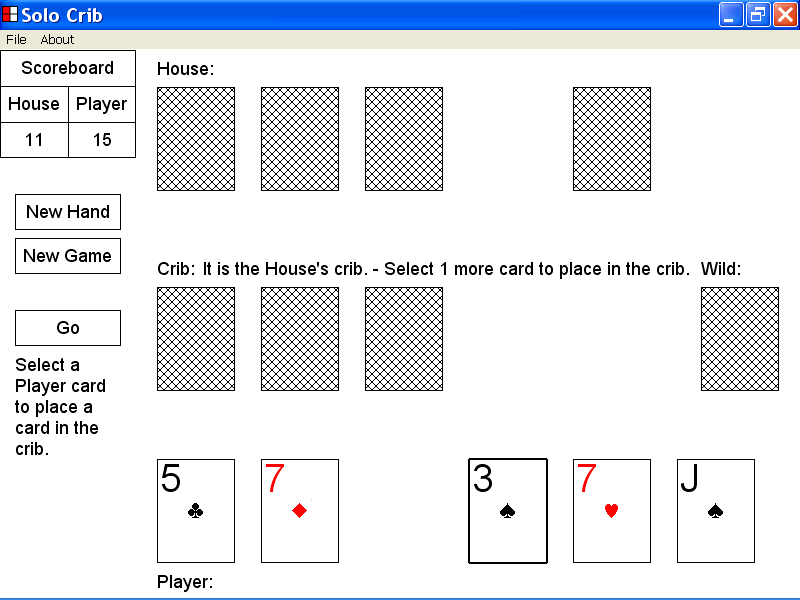 Solo Crib
File About
Scoreboard
House Player
11 15
New Hand
New Game
Go
Select a
Player card
to place a
card in the
crib.
House:
Crib: It is the House's crib. - Select 1 more card to place in the crib. Wild:
5 7 3 7 J
Player: